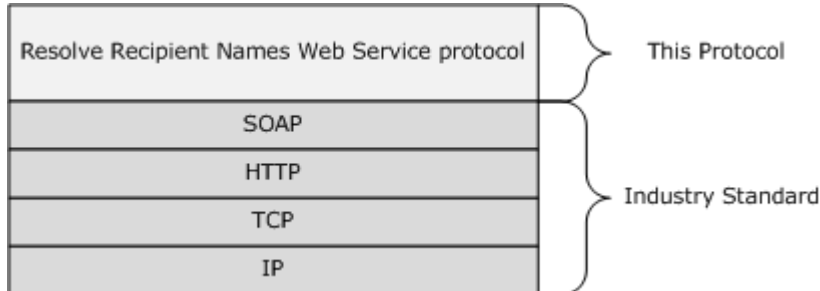 Resolve Recipient Names Web Service protocol
This Protocol
SOAP
HTTP
Industry Standard
TCP
IP